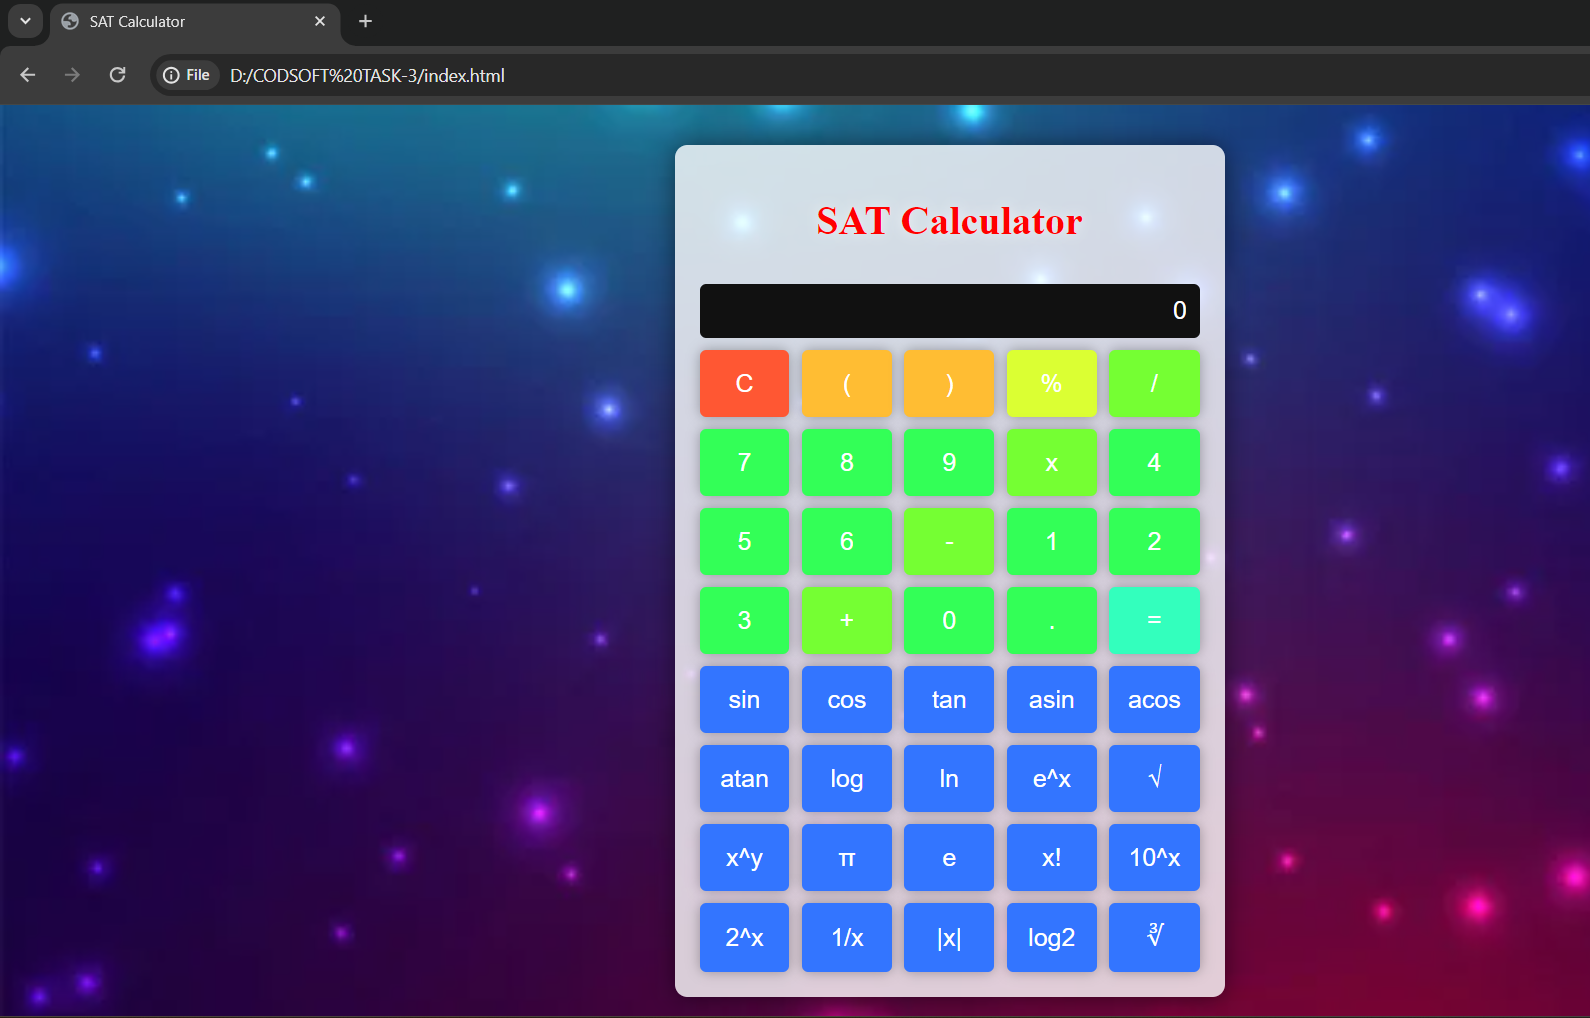 SAT Calculator
File D:/CODSOFT%20TASK-3/index.html
SAT Calculator
0
C ( ) % /
7 8 9 x 4
5 6 - 1 2
3 + 0 . =
sin cos tan asin acos
atan log ln e^x √
x^y π e x! 10^x
2^x 1/x |x| log2 ∛